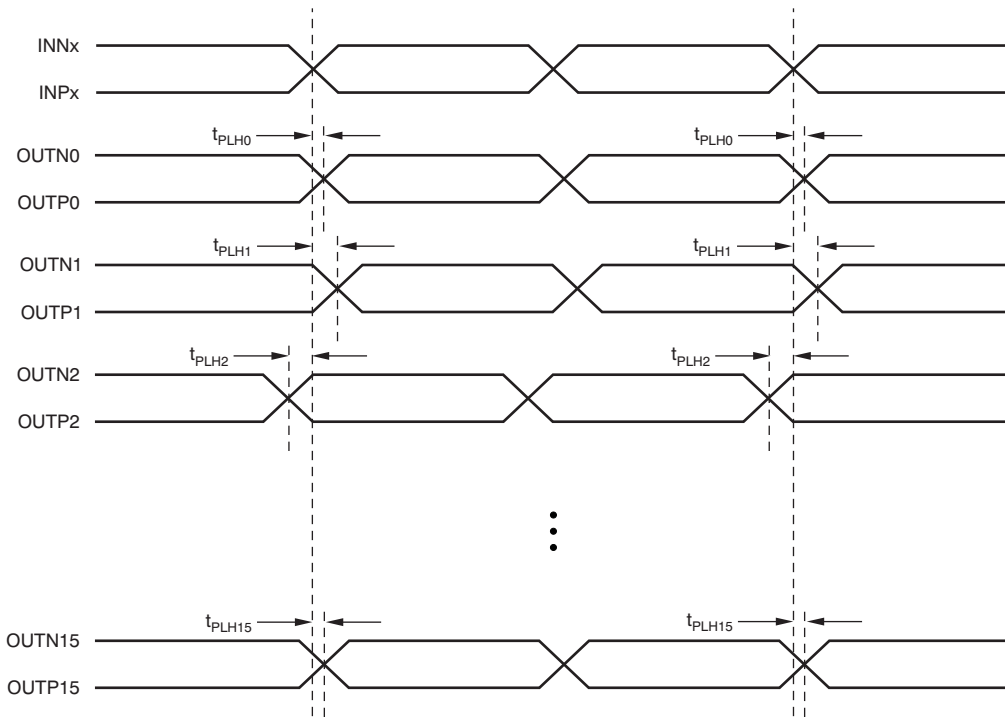 INNx
INPx
tPLH0 tPLH0
OUTN0
OUTP0
tPLH1 tPLH1
OUTN1
OUTP1
tPLH2 tPLH2
OUTN2
OUTP2
tPLH15 tPLH15
OUTN15
OUTP15